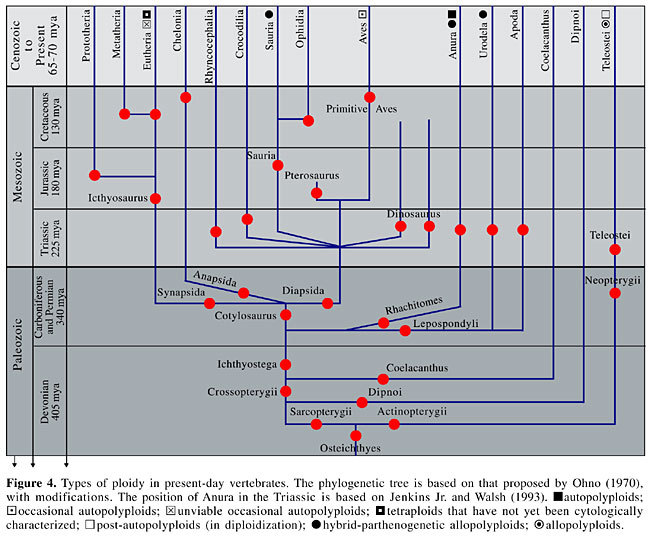 Cenozoic
to
Present
65-70 mya
Prototheria
Metatheria
Eutheria ☒◘
Chelonia
Rhyncocephalia
Crocodilia
Sauria ●
Ophidia
Aves ⊡
Anura ●■
Urodela ●
Apoda
Coelacanthus
Dipnoi
Teleostei ◉□
Mesozoic
Cretaceous
130 mya
Primitive Aves
Jurassic
180 mya
Sauria
Pterosaurus
Icthyosaurus
Triassic
225 mya
Dinosaurus
Teleostei
Paleozoic
Carboniferous
and Permian
340 mya
Anapsida
Synapsida
Diapsida
Neopterygii
Cotylosaurus
Rhachitomes
Lepospondyli
Devonian
405 mya
Ichthyostega
Coelacanthus
Crossopterygii
Dipnoi
Sarcopterygii
Actinopterygii
Osteichthyes
Figure 4. Types of ploidy in present-day vertebrates. The phylogenetic tree is based on that proposed by Ohno (1970),
with modifications. The position of Anura in the Triassic is based on Jenkins Jr. and Walsh (1993). ■autopolyploids;
⊡occasional autopolyploids; ☒unviable occasional autopolyploids; ◘tetraploids that have not yet been cytologically
characterized; □post-autopolyploids (in diploidization); ●hybrid-parthenogenetic allopolyploids; ◉allopolyploids.